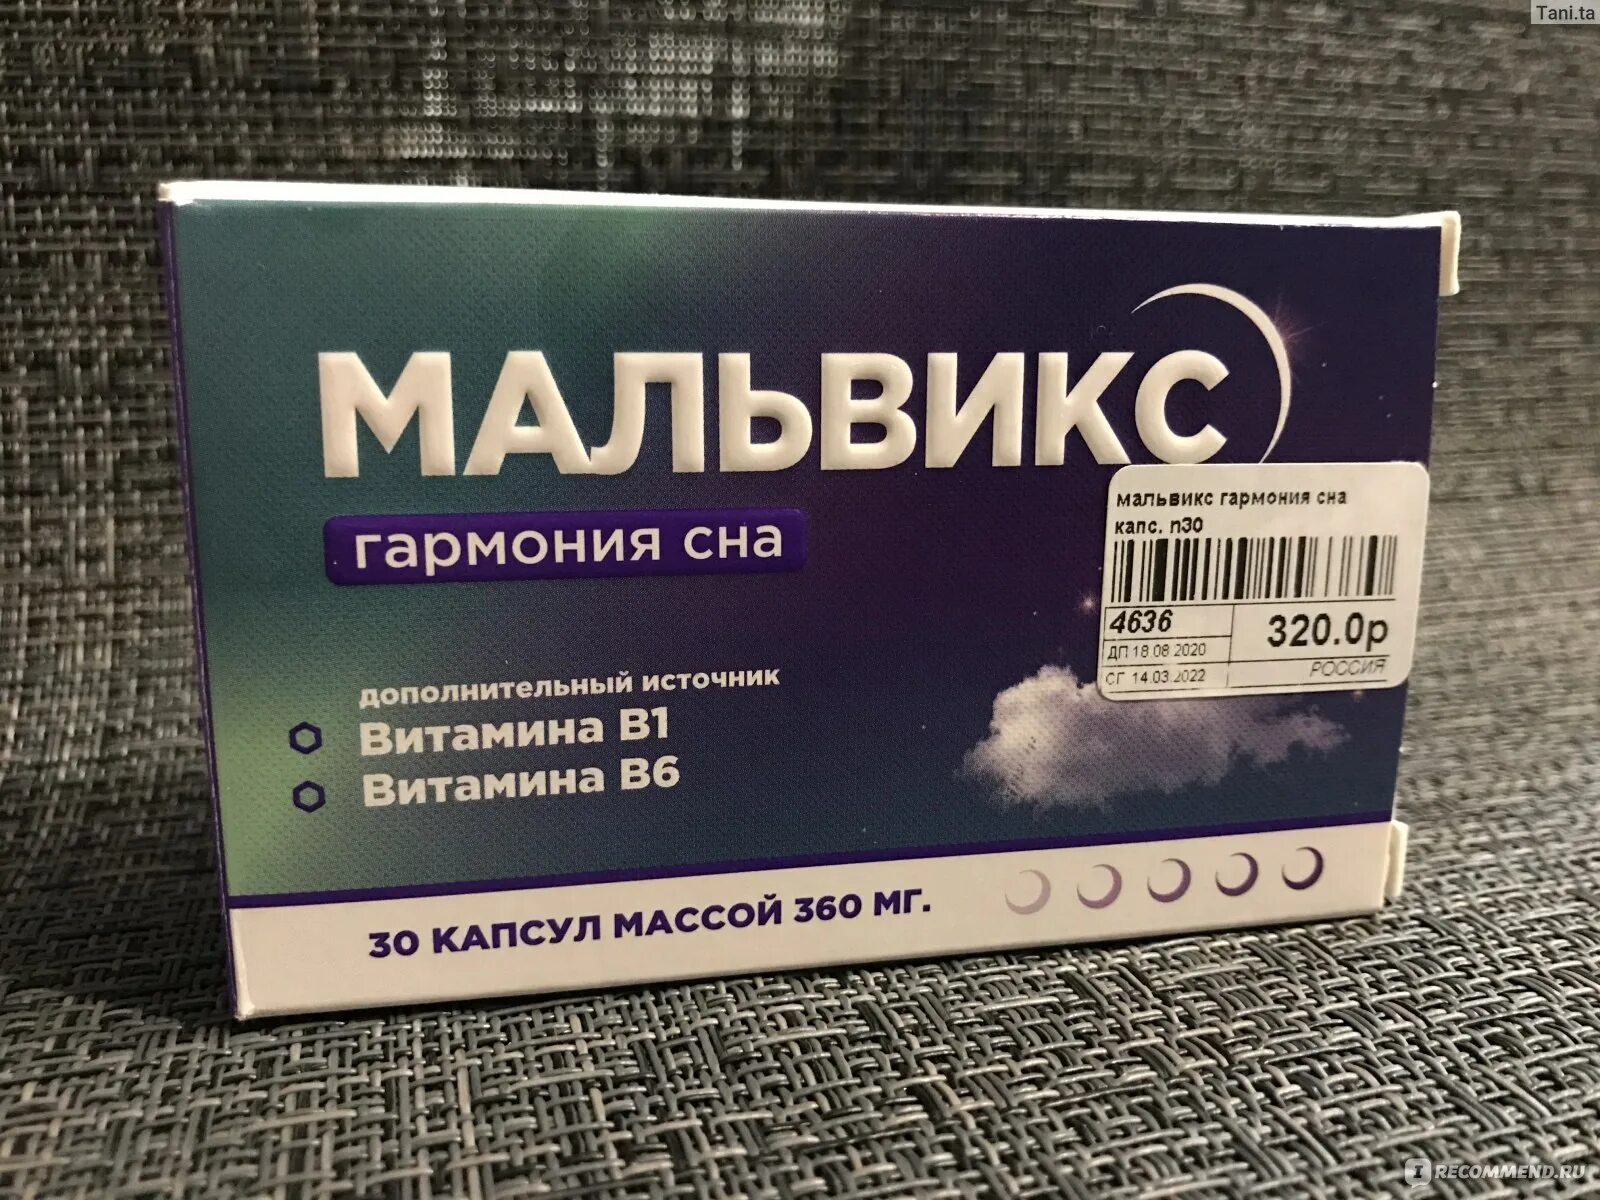 Tani.ta
МАЛЬВИКС
гармония сна
мальвикс гармония сна
капс. n30
4636
320.0р
ДП 18.08.2020
СГ 14.03.2022
РОССИЯ
дополнительный источник
Витамина В1
Витамина В6
30 КАПСУЛ МАССОЙ 360 МГ.
IRECOMMEND.RU